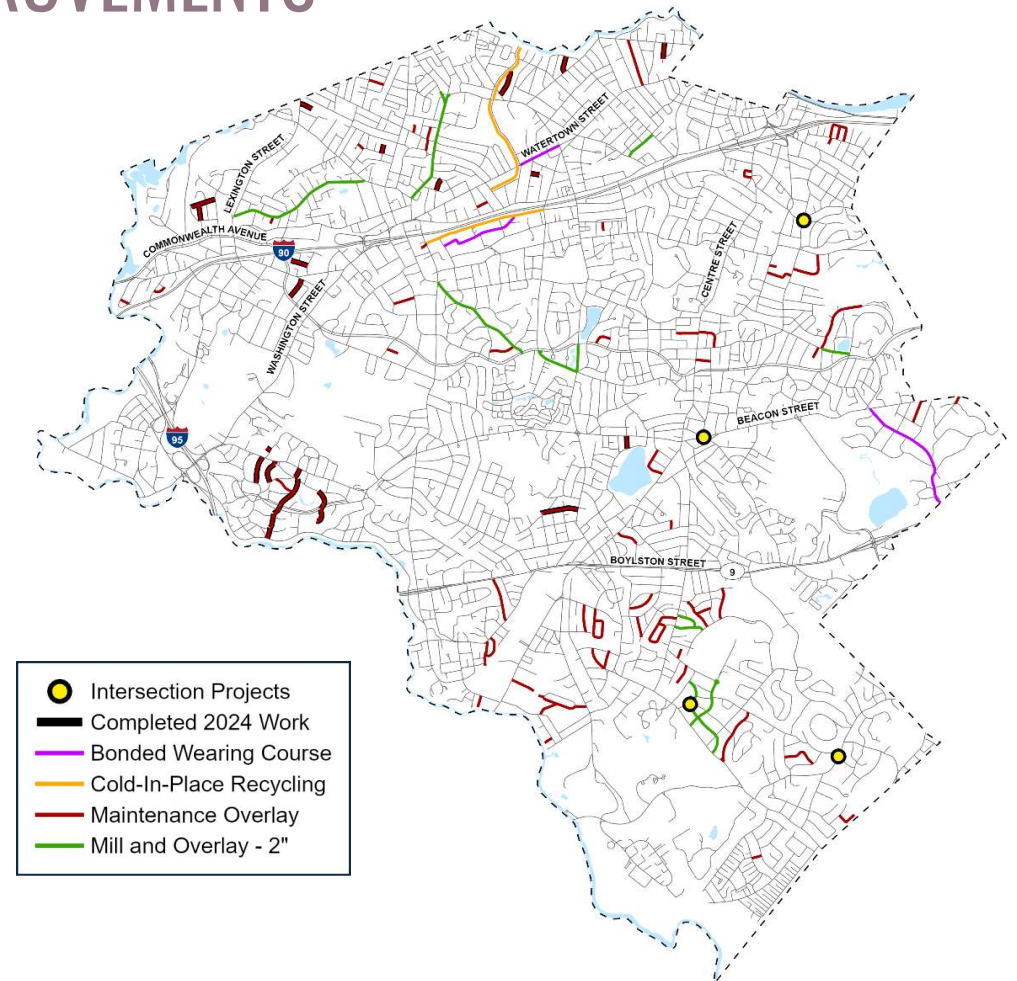 ROVEMENTS
WATERTOWN STREET
LEXINGTON STREET
COMMONWEALTH AVENUE
90
CENTRE STREET
WASHINGTON STREET
BEACON STREET
95
BOYLSTON STREET
9
Intersection Projects
Completed 2024 Work
Bonded Wearing Course
Cold-In-Place Recycling
Maintenance Overlay
Mill and Overlay - 2"